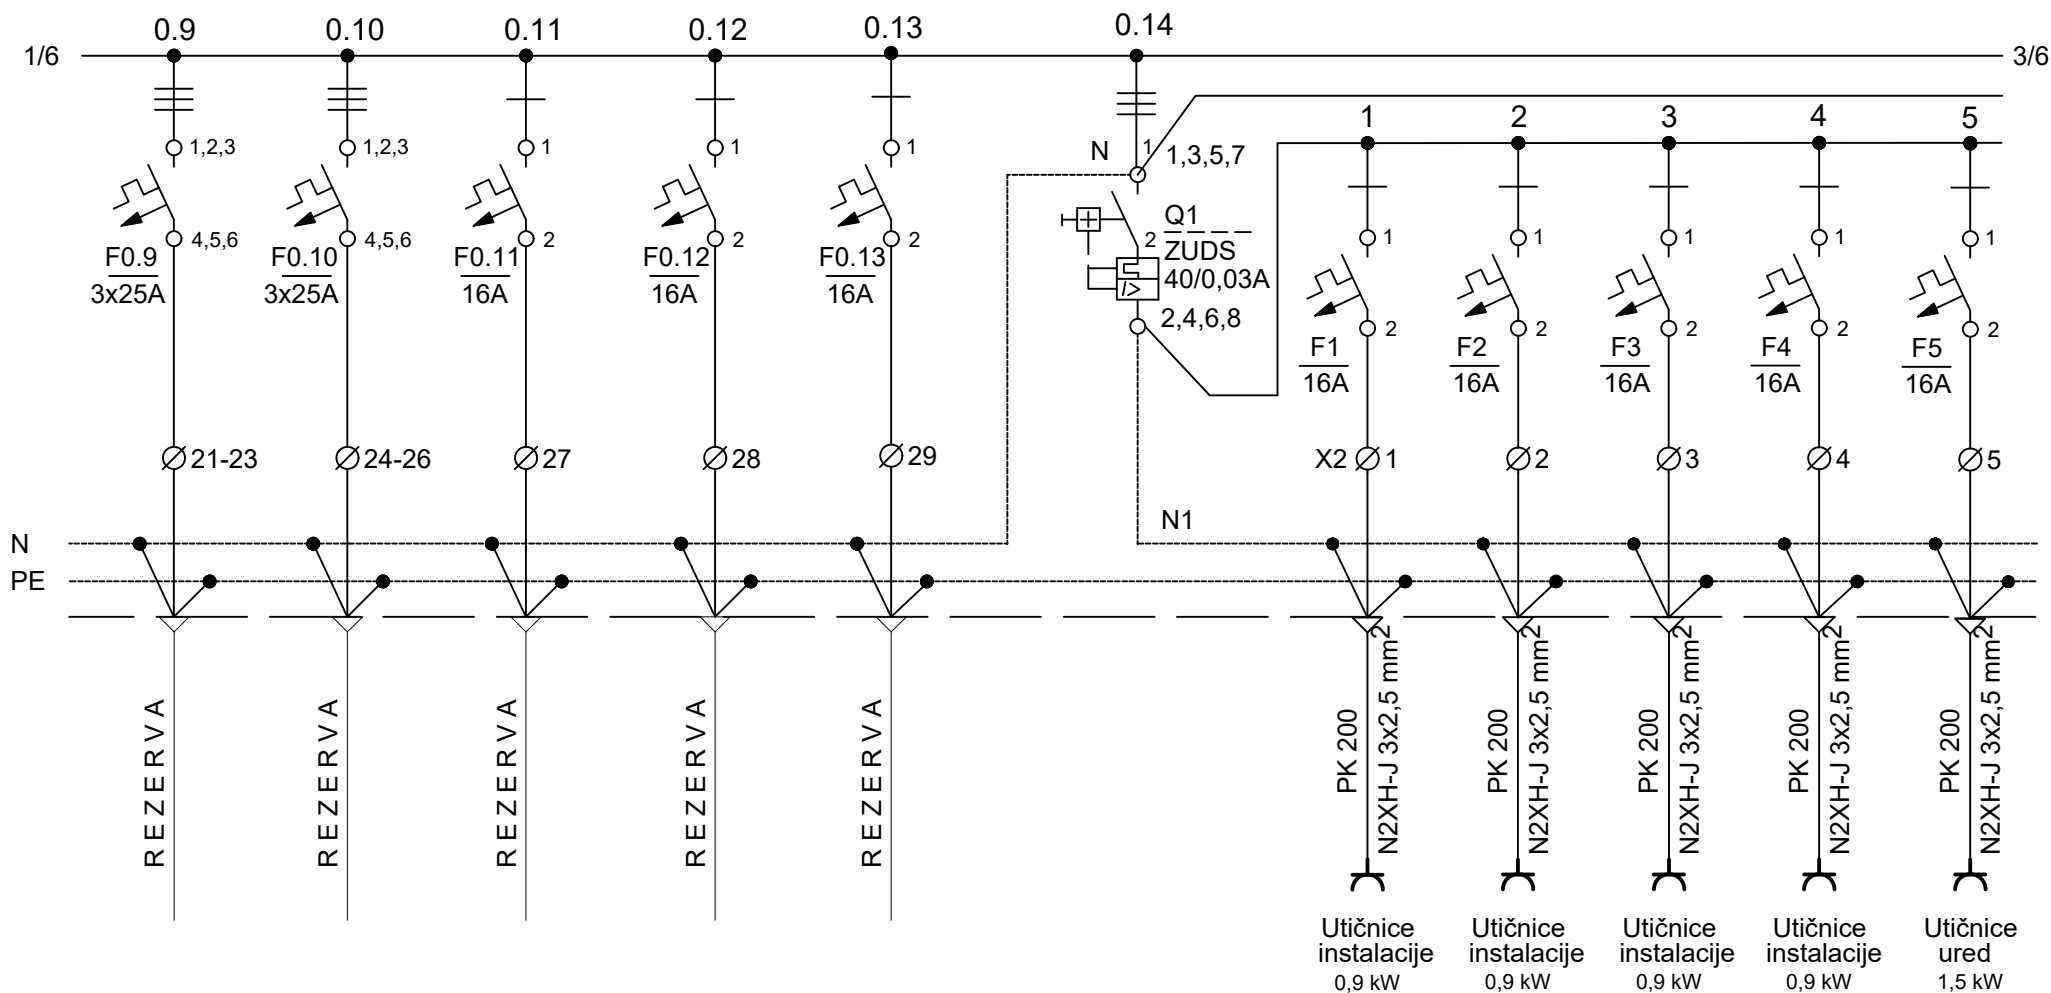 0.9 0.10 0.11 0.12 0.13 0.14
1/6 3/6
1 2 3 4 5
1,2,3 1,2,3 1 1 1 N 1 1,3,5,7
4,5,6 4,5,6 2 2 2
Q1
2 ZUDS
40/0,03A
I>
2,4,6,8
1 1 1 1 1
F0.9 F0.10 F0.11 F0.12 F0.13
3x25A 3x25A 16A 16A 16A
2 2 2 2 2
F1 F2 F3 F4 F5
16A 16A 16A 16A 16A
21-23 24-26 27 28 29 X2 1 2 3 4 5
N1
N
PE
R E Z E R V A
R E Z E R V A
R E Z E R V A
R E Z E R V A
R E Z E R V A
PK 200
N2XH-J 3x2,5 mm²
PK 200
N2XH-J 3x2,5 mm²
PK 200
N2XH-J 3x2,5 mm²
PK 200
N2XH-J 3x2,5 mm²
PK 200
N2XH-J 3x2,5 mm²
Utičnice
instalacije
0,9 kW
Utičnice
instalacije
0,9 kW
Utičnice
instalacije
0,9 kW
Utičnice
instalacije
0,9 kW
Utičnice
ured
1,5 kW